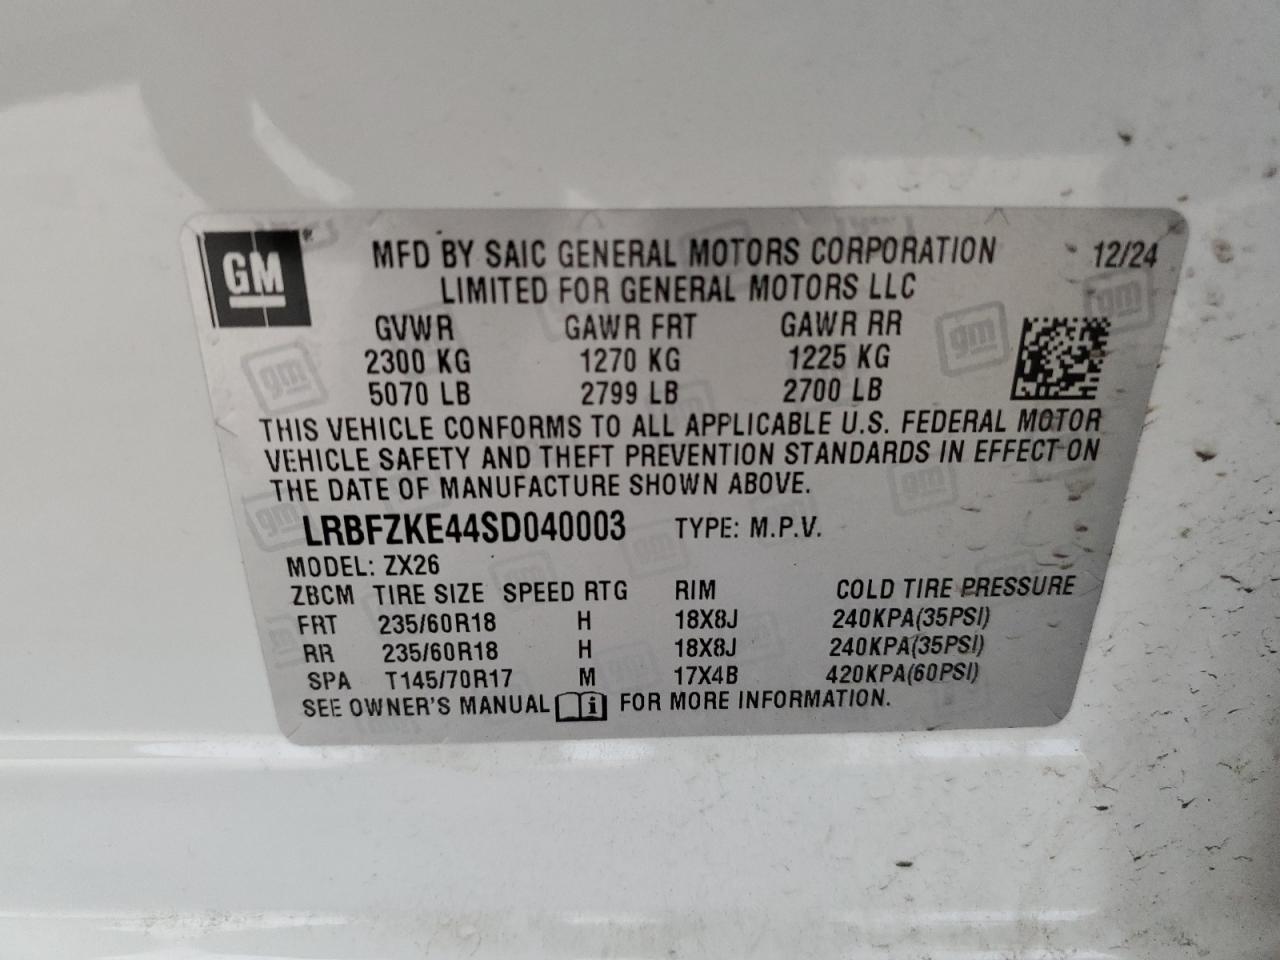 GM
MFD BY SAIC GENERAL MOTORS CORPORATION 12/24
LIMITED FOR GENERAL MOTORS LLC
GVWR GAWR FRT GAWR RR
2300 KG 1270 KG 1225 KG
5070 LB 2799 LB 2700 LB
THIS VEHICLE CONFORMS TO ALL APPLICABLE U.S. FEDERAL MOTOR
VEHICLE SAFETY AND THEFT PREVENTION STANDARDS IN EFFECT ON
THE DATE OF MANUFACTURE SHOWN ABOVE.
LRBFZKE44SD040003 TYPE: M.P.V.
MODEL: ZX26
ZBCM TIRE SIZE SPEED RTG RIM COLD TIRE PRESSURE
FRT 235/60R18 H 18X8J 240KPA(35PSI)
RR 235/60R18 H 18X8J 240KPA(35PSI)
SPA T145/70R17 M 17X4B 420KPA(60PSI)
SEE OWNER'S MANUAL i FOR MORE INFORMATION.